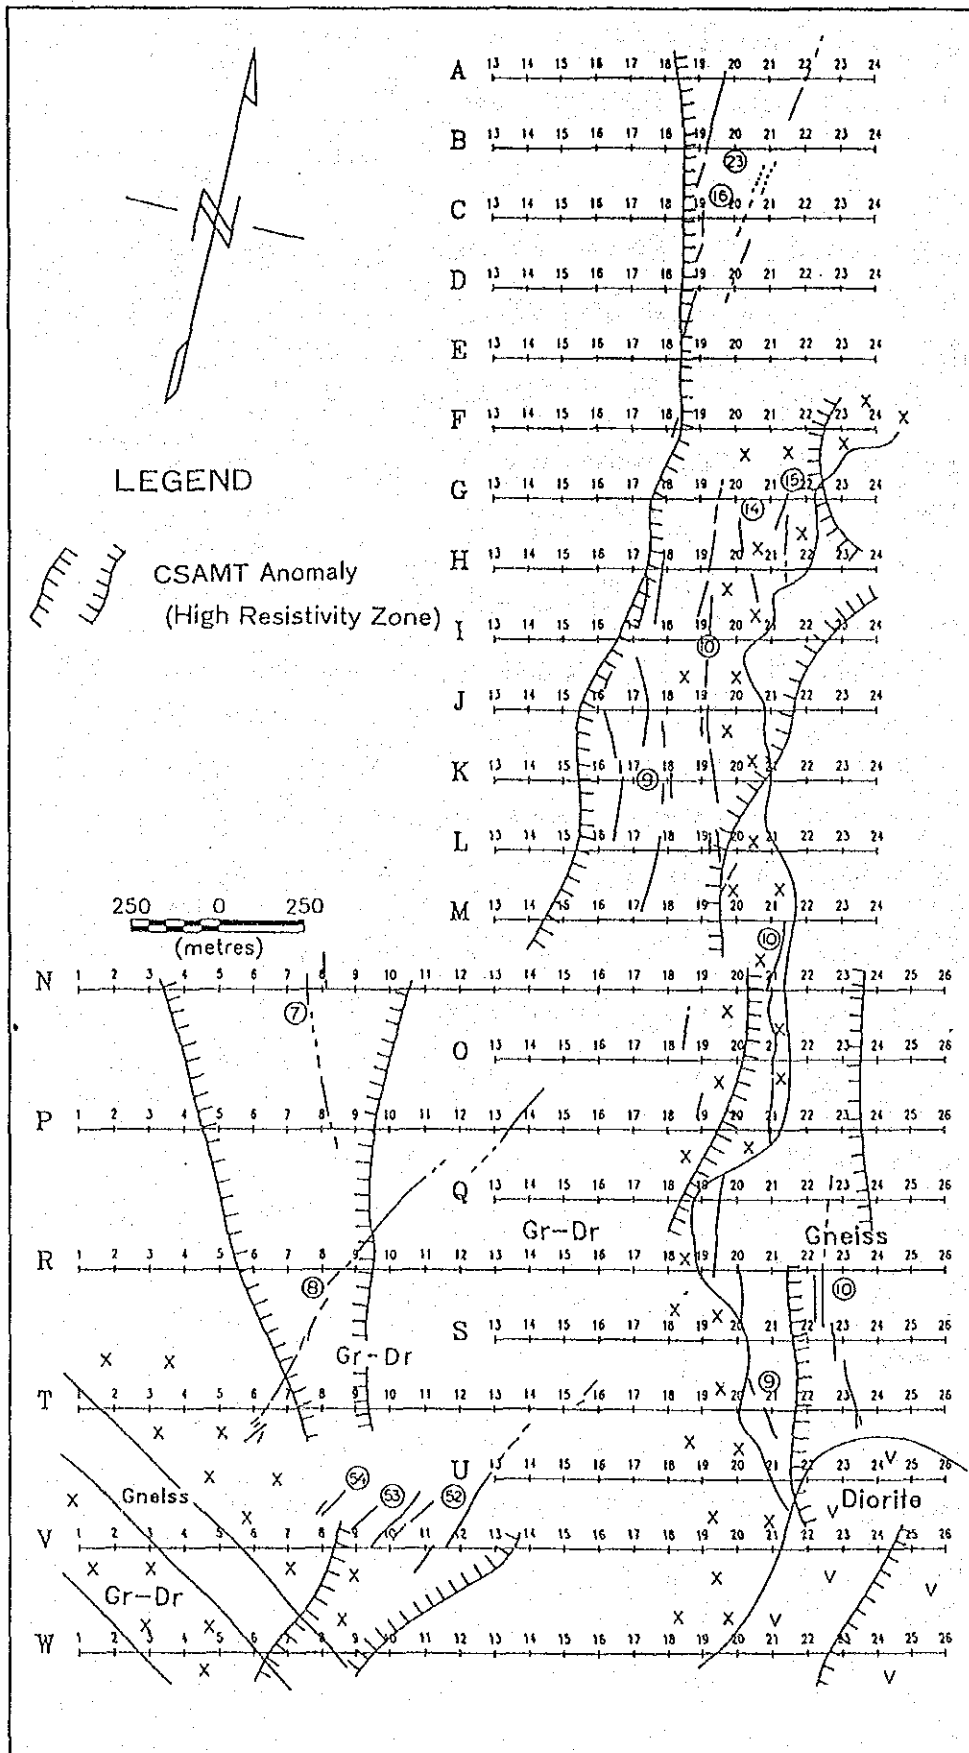 A 13 14 15 16 17 18 19 20 21 22 23 24
B 13 14 15 16 17 18 19 20 21 22 23 24
23
16
C 13 14 15 16 17 18 19 20 21 22 23 24
D 13 14 15 16 17 18 19 20 21 22 23 24
E 13 14 15 16 17 18 19 20 21 22 23 24
F 13 14 15 16 17 18 19 20 21 22 23 24
N
LEGEND
15
G 13 14 15 16 17 18 19 20 21 22 23 24
14
CSAMT Anomaly
H 13 14 15 16 17 18 19 20 21 22 23 24
(High Resistivity Zone)
I 13 14 15 16 17 18 19 20 21 22 23 24
10
J 13 14 15 16 17 18 19 20 21 22 23 24
K 13 14 15 16 17 18 19 20 21 22 23 24
9
L 13 14 15 16 17 18 19 20 21 22 23 24
250 0 250
(metres)
M 13 14 15 16 17 18 19 20 21 22 23 24
10
N 1 2 3 4 5 6 7 8 9 10 11 12 13 14 15 16 17 18 19 20 21 22 23 24 25 26
7
O 13 14 15 16 17 18 19 20 21 22 23 24 25 26
P 1 2 3 4 5 6 7 8 9 10 11 12 13 14 15 16 17 18 19 20 21 22 23 24 25 26
Q 13 14 15 16 17 18 19 20 21 22 23 24 25 26
Gr-Dr Gneiss
R 1 2 3 4 5 6 7 8 9 10 11 12 13 14 15 16 17 18 19 20 21 22 23 24 25 26
8 10
S 13 14 15 16 17 18 19 20 21 22 23 24 25 26
Gr-Dr
9
T 1 2 3 4 5 6 7 8 9 10 11 12 13 14 15 16 17 18 19 20 21 22 23 24 25 26
U 13 14 15 16 17 18 19 20 21 22 23 24 25 26
54 53 52
Gneiss Diorite
V 1 2 3 4 5 6 7 8 9 10 11 12 13 14 15 16 17 18 19 20 21 22 23 24 25 26
Gr-Dr
W 1 2 3 4 5 6 7 8 9 10 11 12 13 14 15 16 17 18 19 20 21 22 23 24 25 26